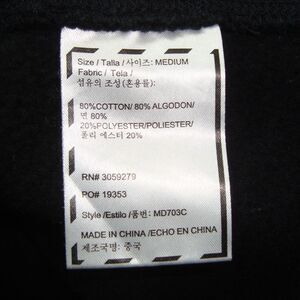 Size / Talla / 사이즈: MEDIUM
Fabric / Tela /
섬유의 조성(혼용률):
80%COTTON/ 80% ALGODON/
면 80%
20%POLYESTER/POLIESTER/
폴리 에스터 20%
RN# 3059279
PO# 19353
Style /Estilo /품번: MD703C
MADE IN CHINA /ECHO EN CHINA
제조국명: 중국